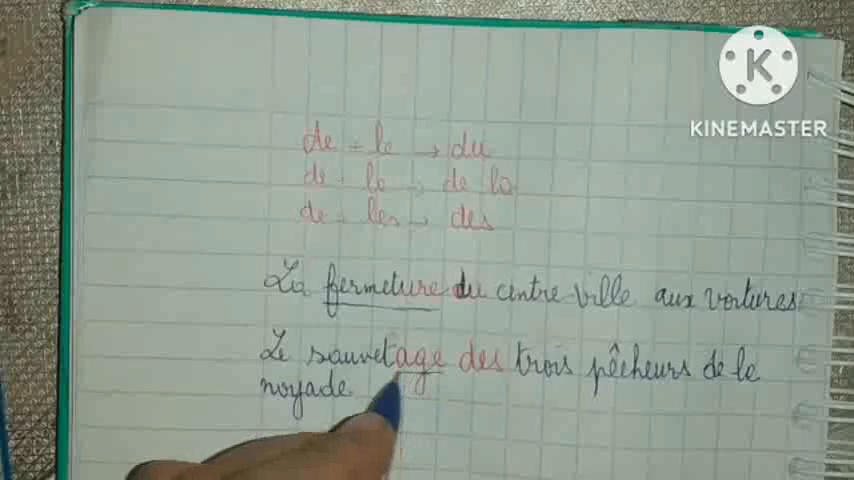 KINEMASTER
de + le → du
de + la → de la
de + les → des
La fermeture du centre-ville aux voitures
Le sauvetage des trois pêcheurs de le
noyade